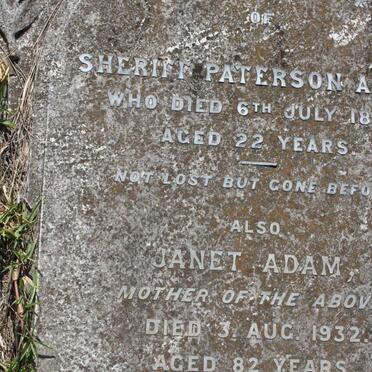 OF
SHERIFF PATERSON A
WHO DIED 6TH JULY 18
AGED 22 YEARS
NOT LOST BUT GONE BEFO
ALSO
JANET ADAM,
MOTHER OF THE ABOV
DIED 3, AUG. 1932.
AGED 82 YEARS